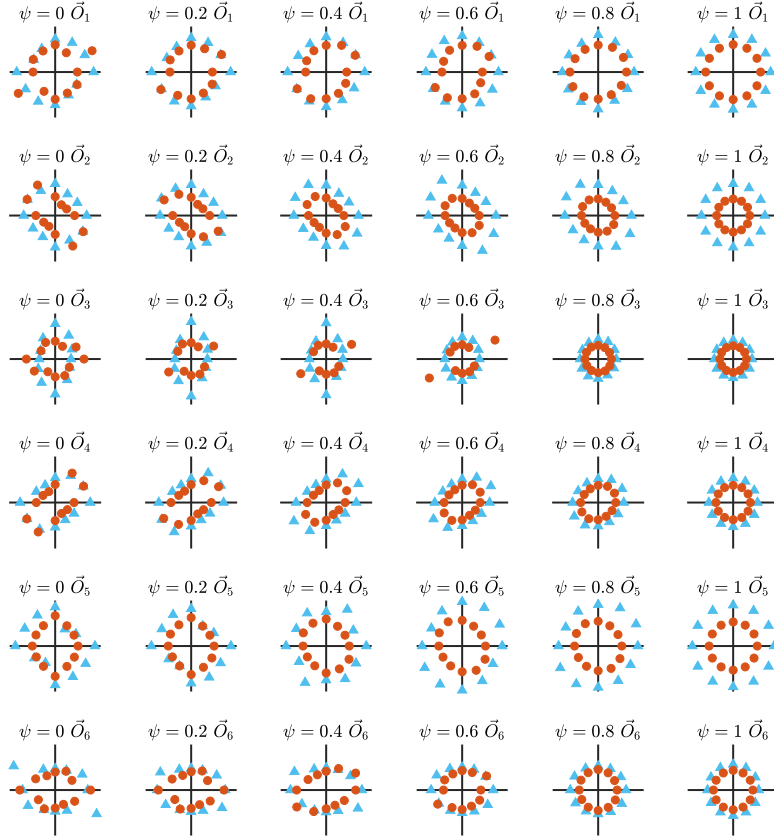 ψ = 0 O⃗₁ ψ = 0.2 O⃗₁ ψ = 0.4 O⃗₁ ψ = 0.6 O⃗₁ ψ = 0.8 O⃗₁ ψ = 1 O⃗₁
ψ = 0 O⃗₂ ψ = 0.2 O⃗₂ ψ = 0.4 O⃗₂ ψ = 0.6 O⃗₂ ψ = 0.8 O⃗₂ ψ = 1 O⃗₂
ψ = 0 O⃗₃ ψ = 0.2 O⃗₃ ψ = 0.4 O⃗₃ ψ = 0.6 O⃗₃ ψ = 0.8 O⃗₃ ψ = 1 O⃗₃
ψ = 0 O⃗₄ ψ = 0.2 O⃗₄ ψ = 0.4 O⃗₄ ψ = 0.6 O⃗₄ ψ = 0.8 O⃗₄ ψ = 1 O⃗₄
ψ = 0 O⃗₅ ψ = 0.2 O⃗₅ ψ = 0.4 O⃗₅ ψ = 0.6 O⃗₅ ψ = 0.8 O⃗₅ ψ = 1 O⃗₅
ψ = 0 O⃗₆ ψ = 0.2 O⃗₆ ψ = 0.4 O⃗₆ ψ = 0.6 O⃗₆ ψ = 0.8 O⃗₆ ψ = 1 O⃗₆